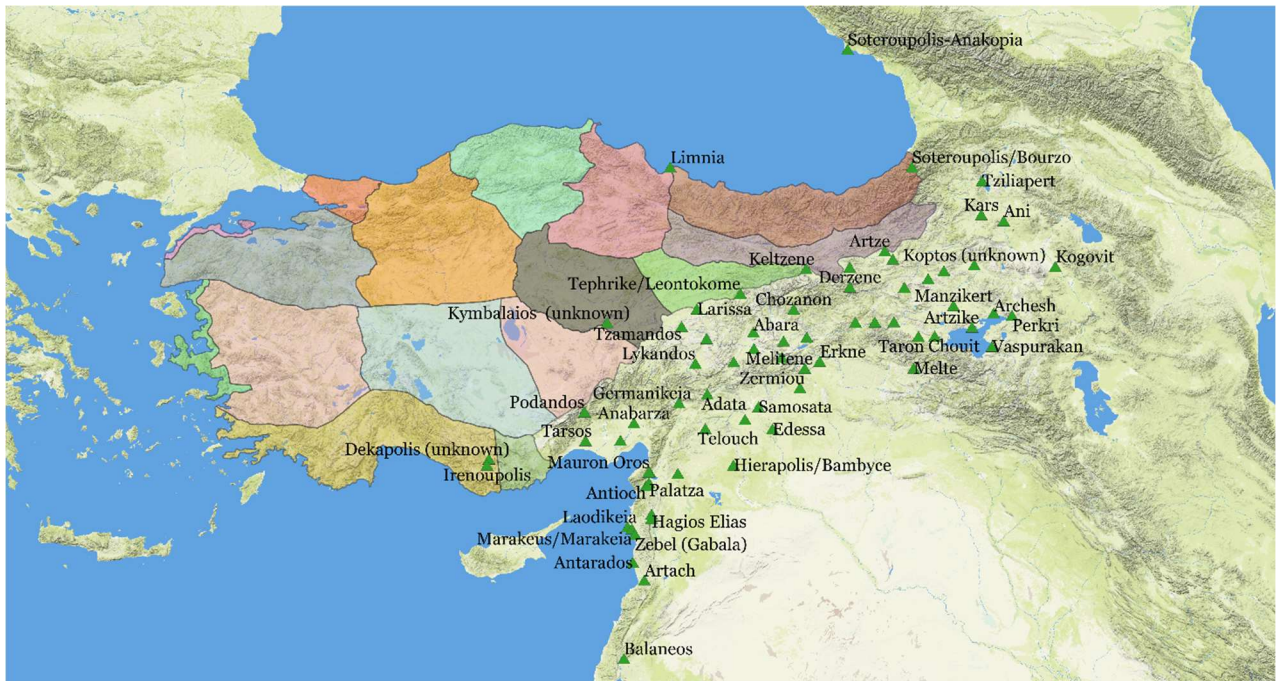 Soteroupolis-Anakopia
Limnia
Soteroupolis/Bourzo
Tziliapert
Kars
Ani
Artze
Koptos (unknown)
Kogovit
Keltzene
Derzene
Tephrike/Leontokome
Chozanon
Manzikert
Archesh
Kymbalaios (unknown)
Larissa
Artzike
Perkri
Tzamandos
Abara
Taron
Chouit
Vaspurakan
Lykandos
Melitene
Erkne
Melte
Zermiou
Germanikeia
Podandos
Adata
Samosata
Anabarza
Tarsos
Telouch
Edessa
Dekapolis (unknown)
Mauron Oros
Hierapolis/Bambyce
Irenoupolis
Antioch
Palatza
Laodikeia
Hagios Elias
Marakeus/Marakeia
Zebel (Gabala)
Antarados
Artach
Balaneos